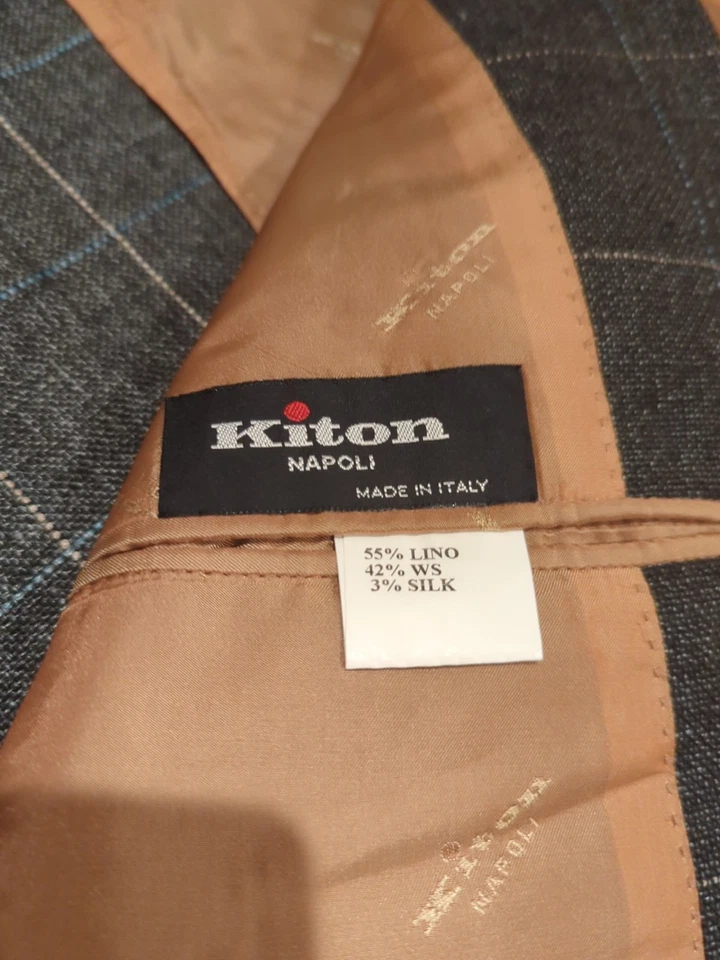 Kiton
NAPOLI
Kiton
NAPOLI
MADE IN ITALY
55% LINO
42% WS
3% SILK
Kiton
NAPOLI